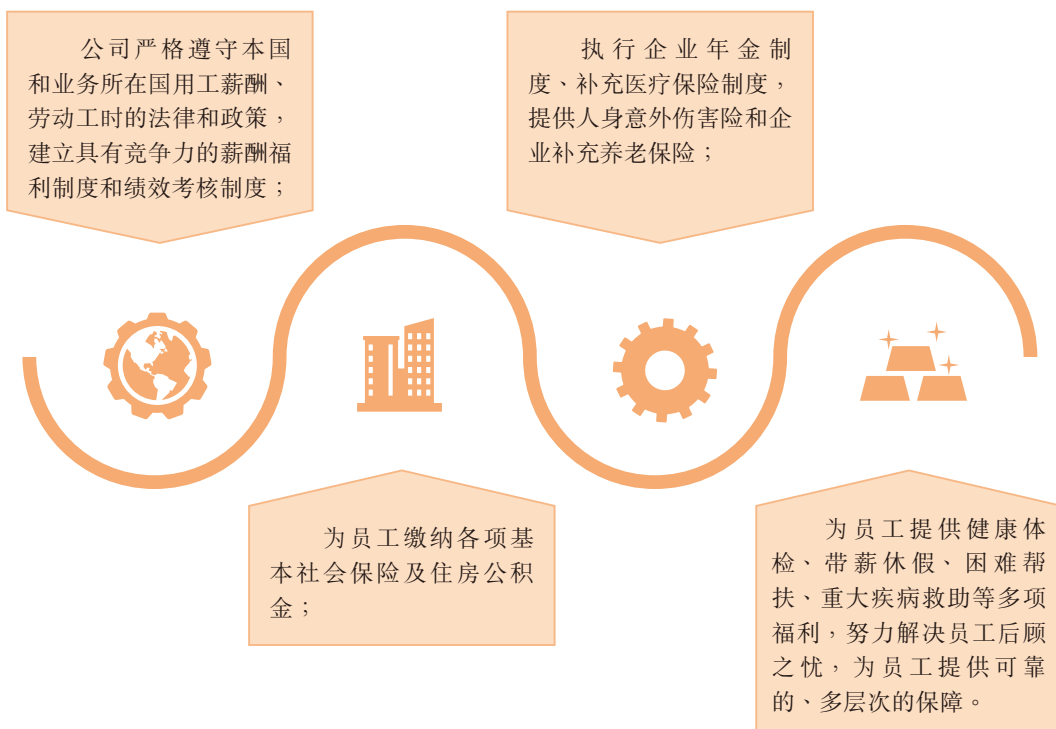 公司严格遵守本国
和业务所在国用工薪酬、
劳动工时的法律和政策，
建立具有竞争力的薪酬福
利制度和绩效考核制度；
为员工缴纳各项基
本社会保险及住房公积
金；
执行企业年金制
度、补充医疗保险制度，
提供人身意外伤害险和企
业补充养老保险；
为员工提供健康体
检、带薪休假、困难帮
扶、重大疾病救助等多项
福利，努力解决员工后顾
之忧，为员工提供可靠
的、多层次的保障。